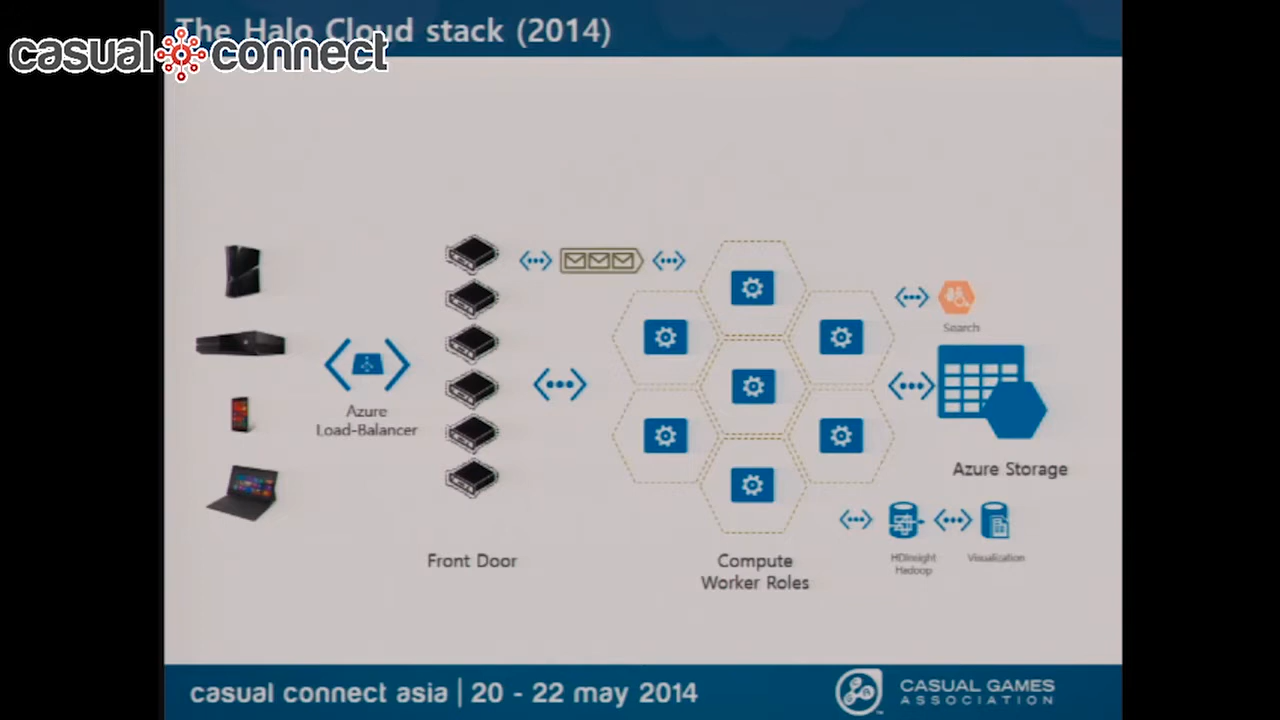 The Halo Cloud stack (2014)
casual connect
Azure
Load-Balancer
Front Door
Compute
Worker Roles
Search
Azure Storage
HDInsight
Hadoop
Visualization
casual connect asia | 20 - 22 may 2014
CASUAL GAMES
ASSOCIATION